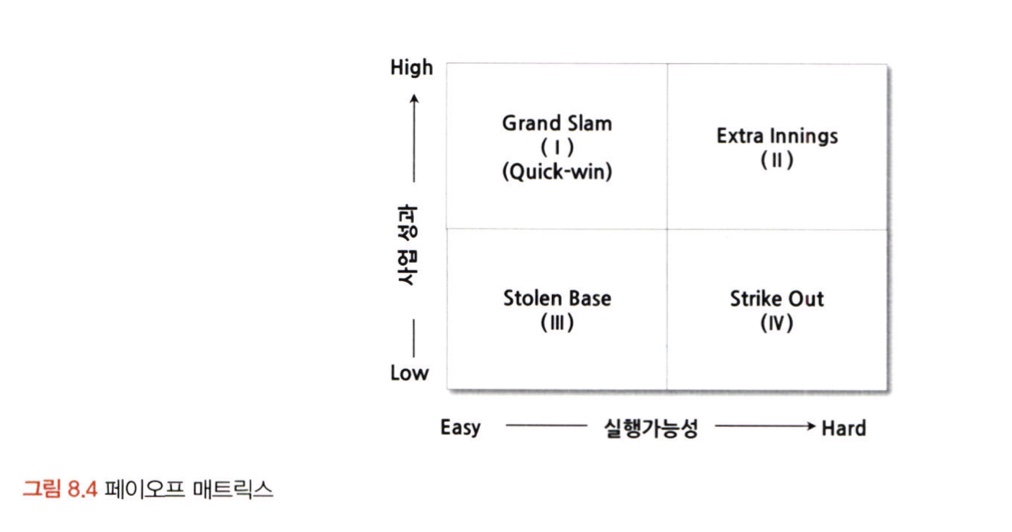 High
Grand Slam
( I )
(Quick-win)
Extra Innings
( II )
사업 성과
Stolen Base
( III )
Strike Out
(IV)
Low
Easy
실행가능성
Hard
그림 8.4 페이오프 매트릭스